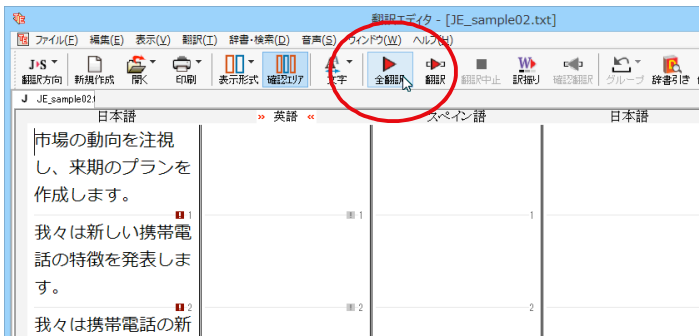 翻訳エディタ - [JE_sample02.txt]
ファイル(F) 編集(E) 表示(V) 翻訳(T) 辞書・検索(D) 音声(S) ウィンドウ(W) ヘルプ(H)
J▸S
翻訳方向 新規作成 開く 印刷 表示形式 確認エリア 文字 全翻訳 翻訳 翻訳中止 訳振り 確認翻訳 グループ 辞書引き
J JE_sample02.t
日本語 » 英語 « スペイン語 日本語
市場の動向を注視
し、来期のプランを
作成します。
1 1 1
我々は新しい携帯電
話の特徴を発表しま
す。
2 2 2
我々は携帯電話の新